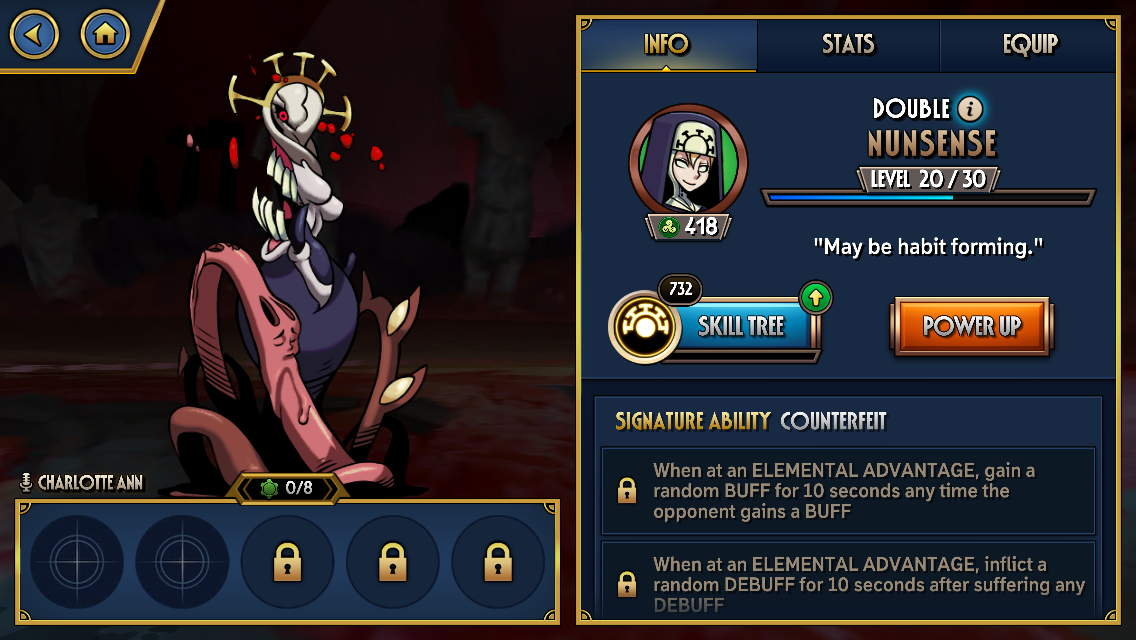 INFO
STATS
EQUIP
DOUBLE i
NUNSENSE
LEVEL 20 / 30
418
"May be habit forming."
732
SKILL TREE
POWER UP
SIGNATURE ABILITY COUNTERFEIT
When at an ELEMENTAL ADVANTAGE, gain a
random BUFF for 10 seconds any time the
opponent gains a BUFF
When at an ELEMENTAL ADVANTAGE, inflict a
random DEBUFF for 10 seconds after suffering any
DEBUFF
CHARLOTTE ANN
0/8